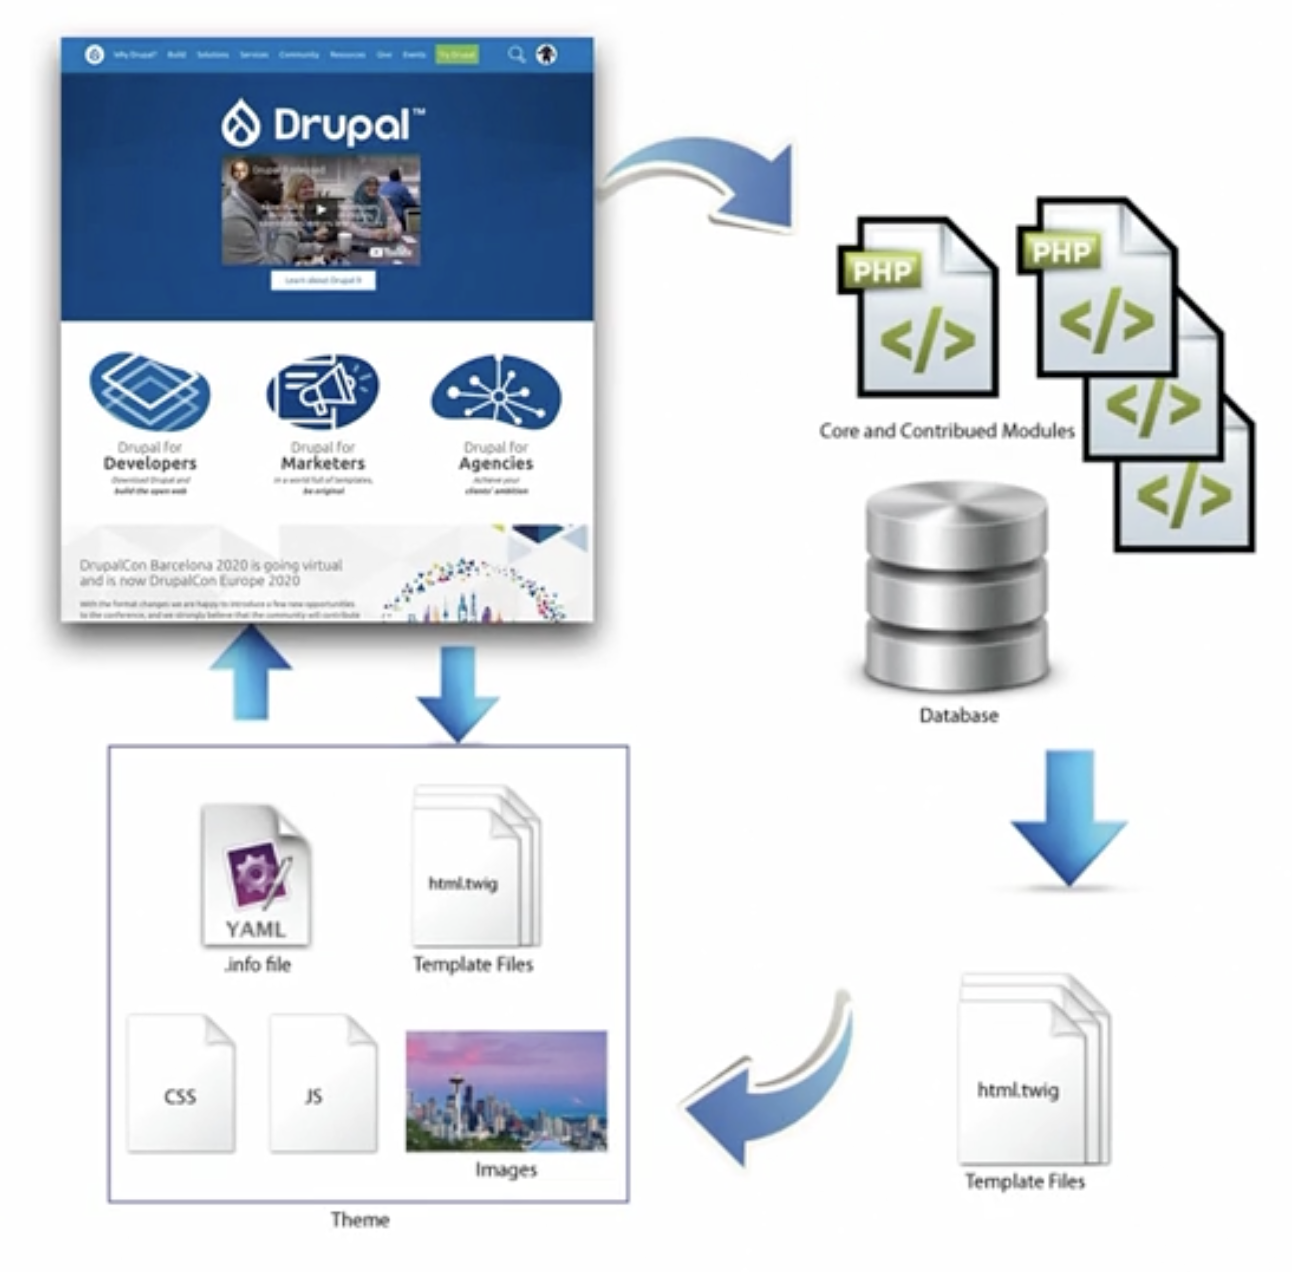 Why Drupal? Build Solutions Services Community Resources Give Events Try Drupal
Drupal™
YouTube
Learn about Drupal 9
Drupal for
Developers
Download Drupal and
build the open web
Drupal for
Marketers
In a world full of templates,
be original
Drupal for
Agencies
Achieve your
clients' ambition
DrupalCon Barcelona 2020 is going virtual
and is now DrupalCon Europe 2020
With the format changes we are happy to introduce a few new opportunities
to the conference, and we strongly believe that the community will contribute
PHP
</>
PHP
</>
</>
</>
Core and Contribued Modules
Database
YAML
.info file
html.twig
Template Files
CSS
JS
Images
Theme
html.twig
Template Files